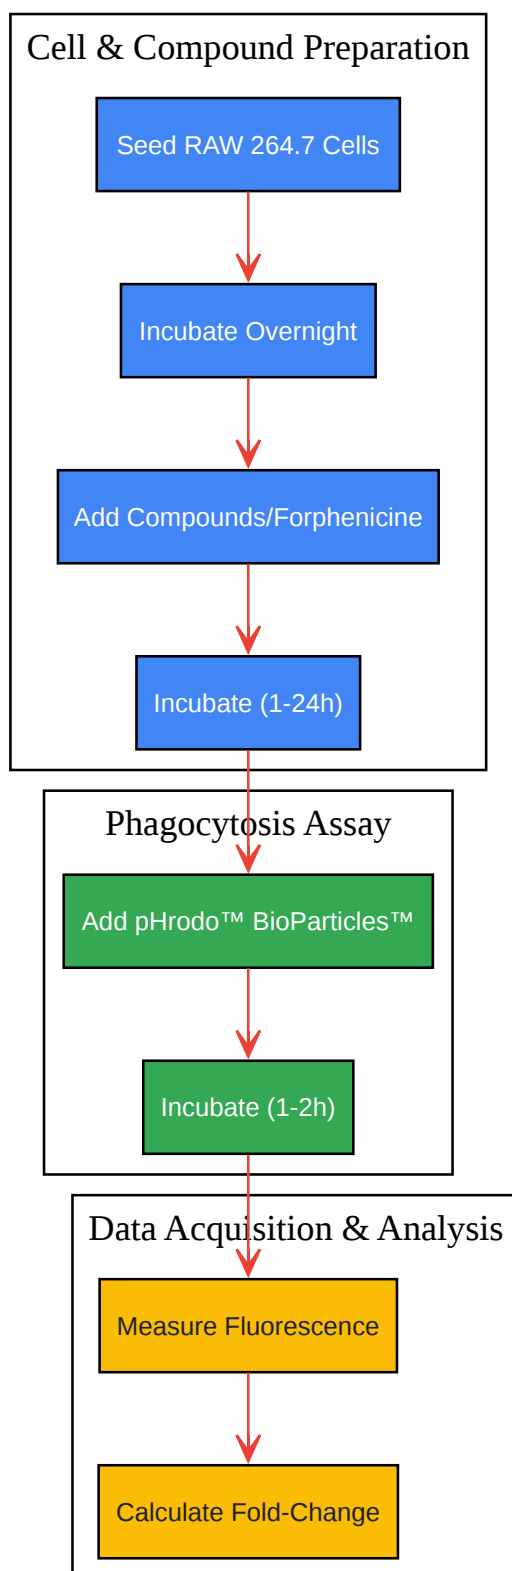 Cell & Compound Preparation
Seed RAW 264.7 Cells
Incubate Overnight
Add Compounds/Forphenicine
Incubate (1-24h)
Phagocytosis Assay
Add pHrodo™ BioParticles™
Incubate (1-2h)
Data Acquisition & Analysis
Measure Fluorescence
Calculate Fold-Change